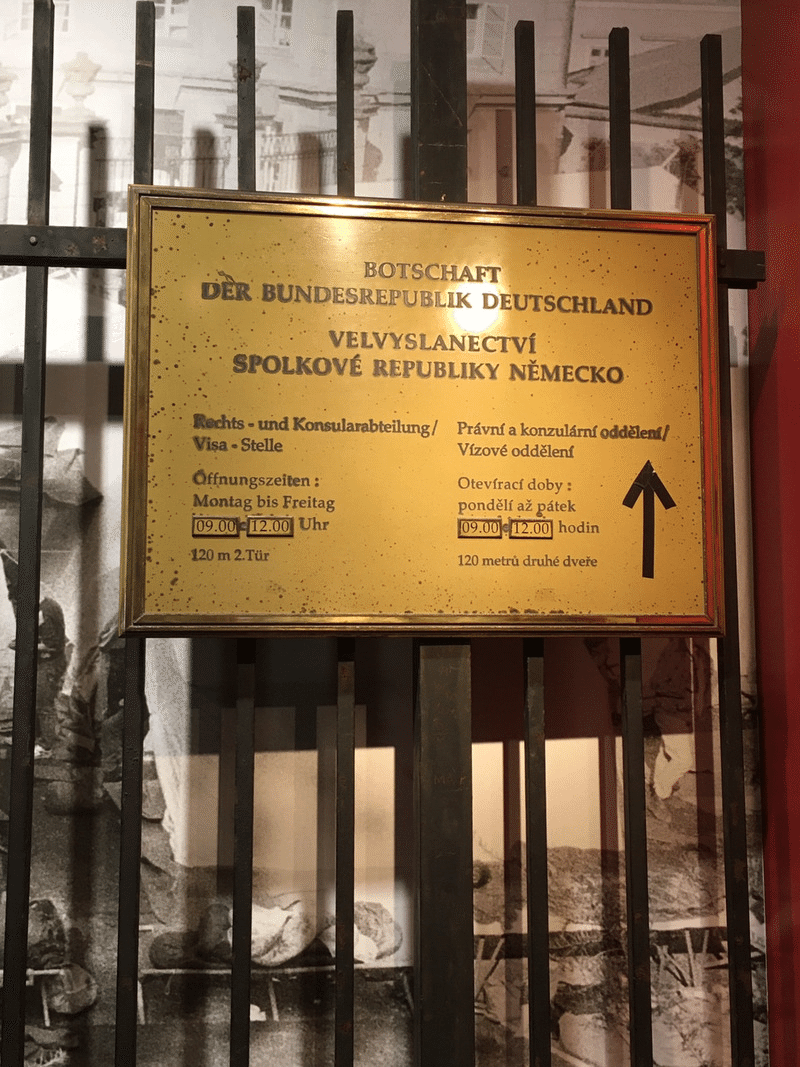 BOTSCHAFT
DER BUNDESREPUBLIK DEUTSCHLAND
VELVYSLANECTVÍ
SPOLKOVÉ REPUBLIKY NĚMECKO
Rechts - und Konsularabteilung/
Visa - Stelle
Öffnungszeiten :
Montag bis Freitag
09.00 12.00 Uhr
120 m 2.Tür
Právní a konzulární oddělení/
Vízové oddělení
Otevírací doby :
pondělí až pátek
09.00 12.00 hodin
120 metrů druhé dveře